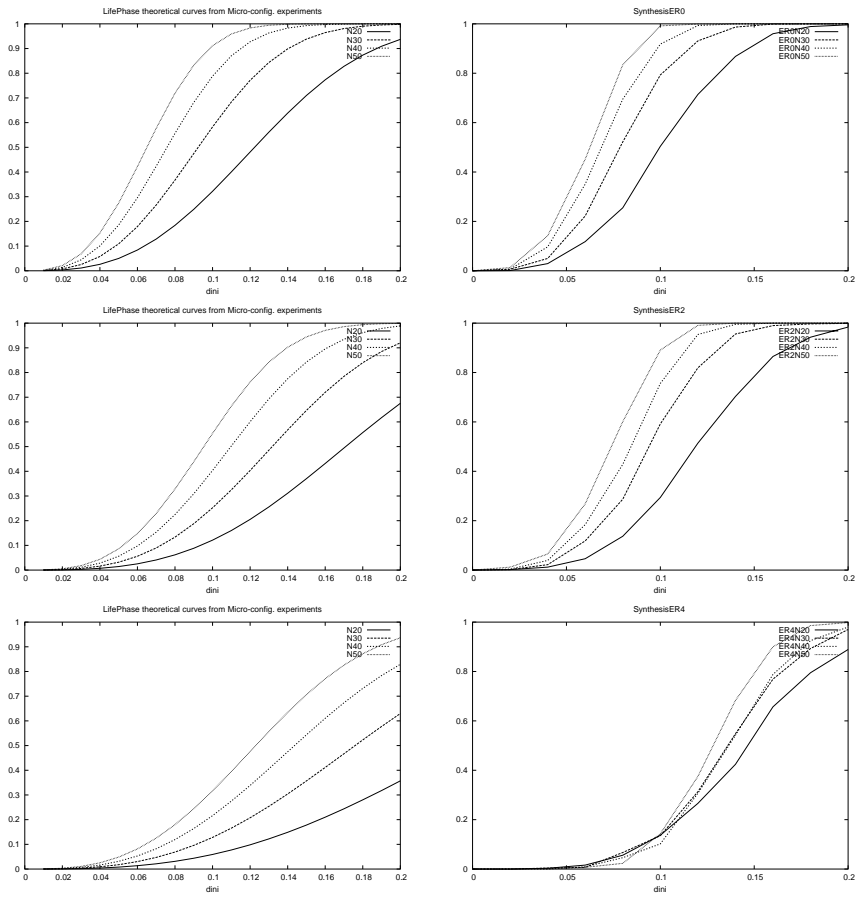 LifePhase theoretical curves from Micro-config. experiments
1
0.9
0.8
0.7
0.6
0.5
0.4
0.3
0.2
0.1
0
N20
N30
N40
N50
0 0.02 0.04 0.06 0.08 0.1 0.12 0.14 0.16 0.18 0.2
dini
SynthesisER0
1
0.8
0.6
0.4
0.2
0
ER0N20
ER0N30
ER0N40
ER0N50
0 0.05 0.1 0.15 0.2
dini
LifePhase theoretical curves from Micro-config. experiments
1
0.9
0.8
0.7
0.6
0.5
0.4
0.3
0.2
0.1
0
N20
N30
N40
N50
0 0.02 0.04 0.06 0.08 0.1 0.12 0.14 0.16 0.18 0.2
dini
SynthesisER2
1
0.8
0.6
0.4
0.2
0
ER2N20
ER2N30
ER2N40
ER2N50
0 0.05 0.1 0.15 0.2
dini
LifePhase theoretical curves from Micro-config. experiments
1
0.9
0.8
0.7
0.6
0.5
0.4
0.3
0.2
0.1
0
N20
N30
N40
N50
0 0.02 0.04 0.06 0.08 0.1 0.12 0.14 0.16 0.18 0.2
dini
SynthesisER4
1
0.8
0.6
0.4
0.2
0
ER4N20
ER4N30
ER4N40
ER4N50
0 0.05 0.1 0.15 0.2
dini